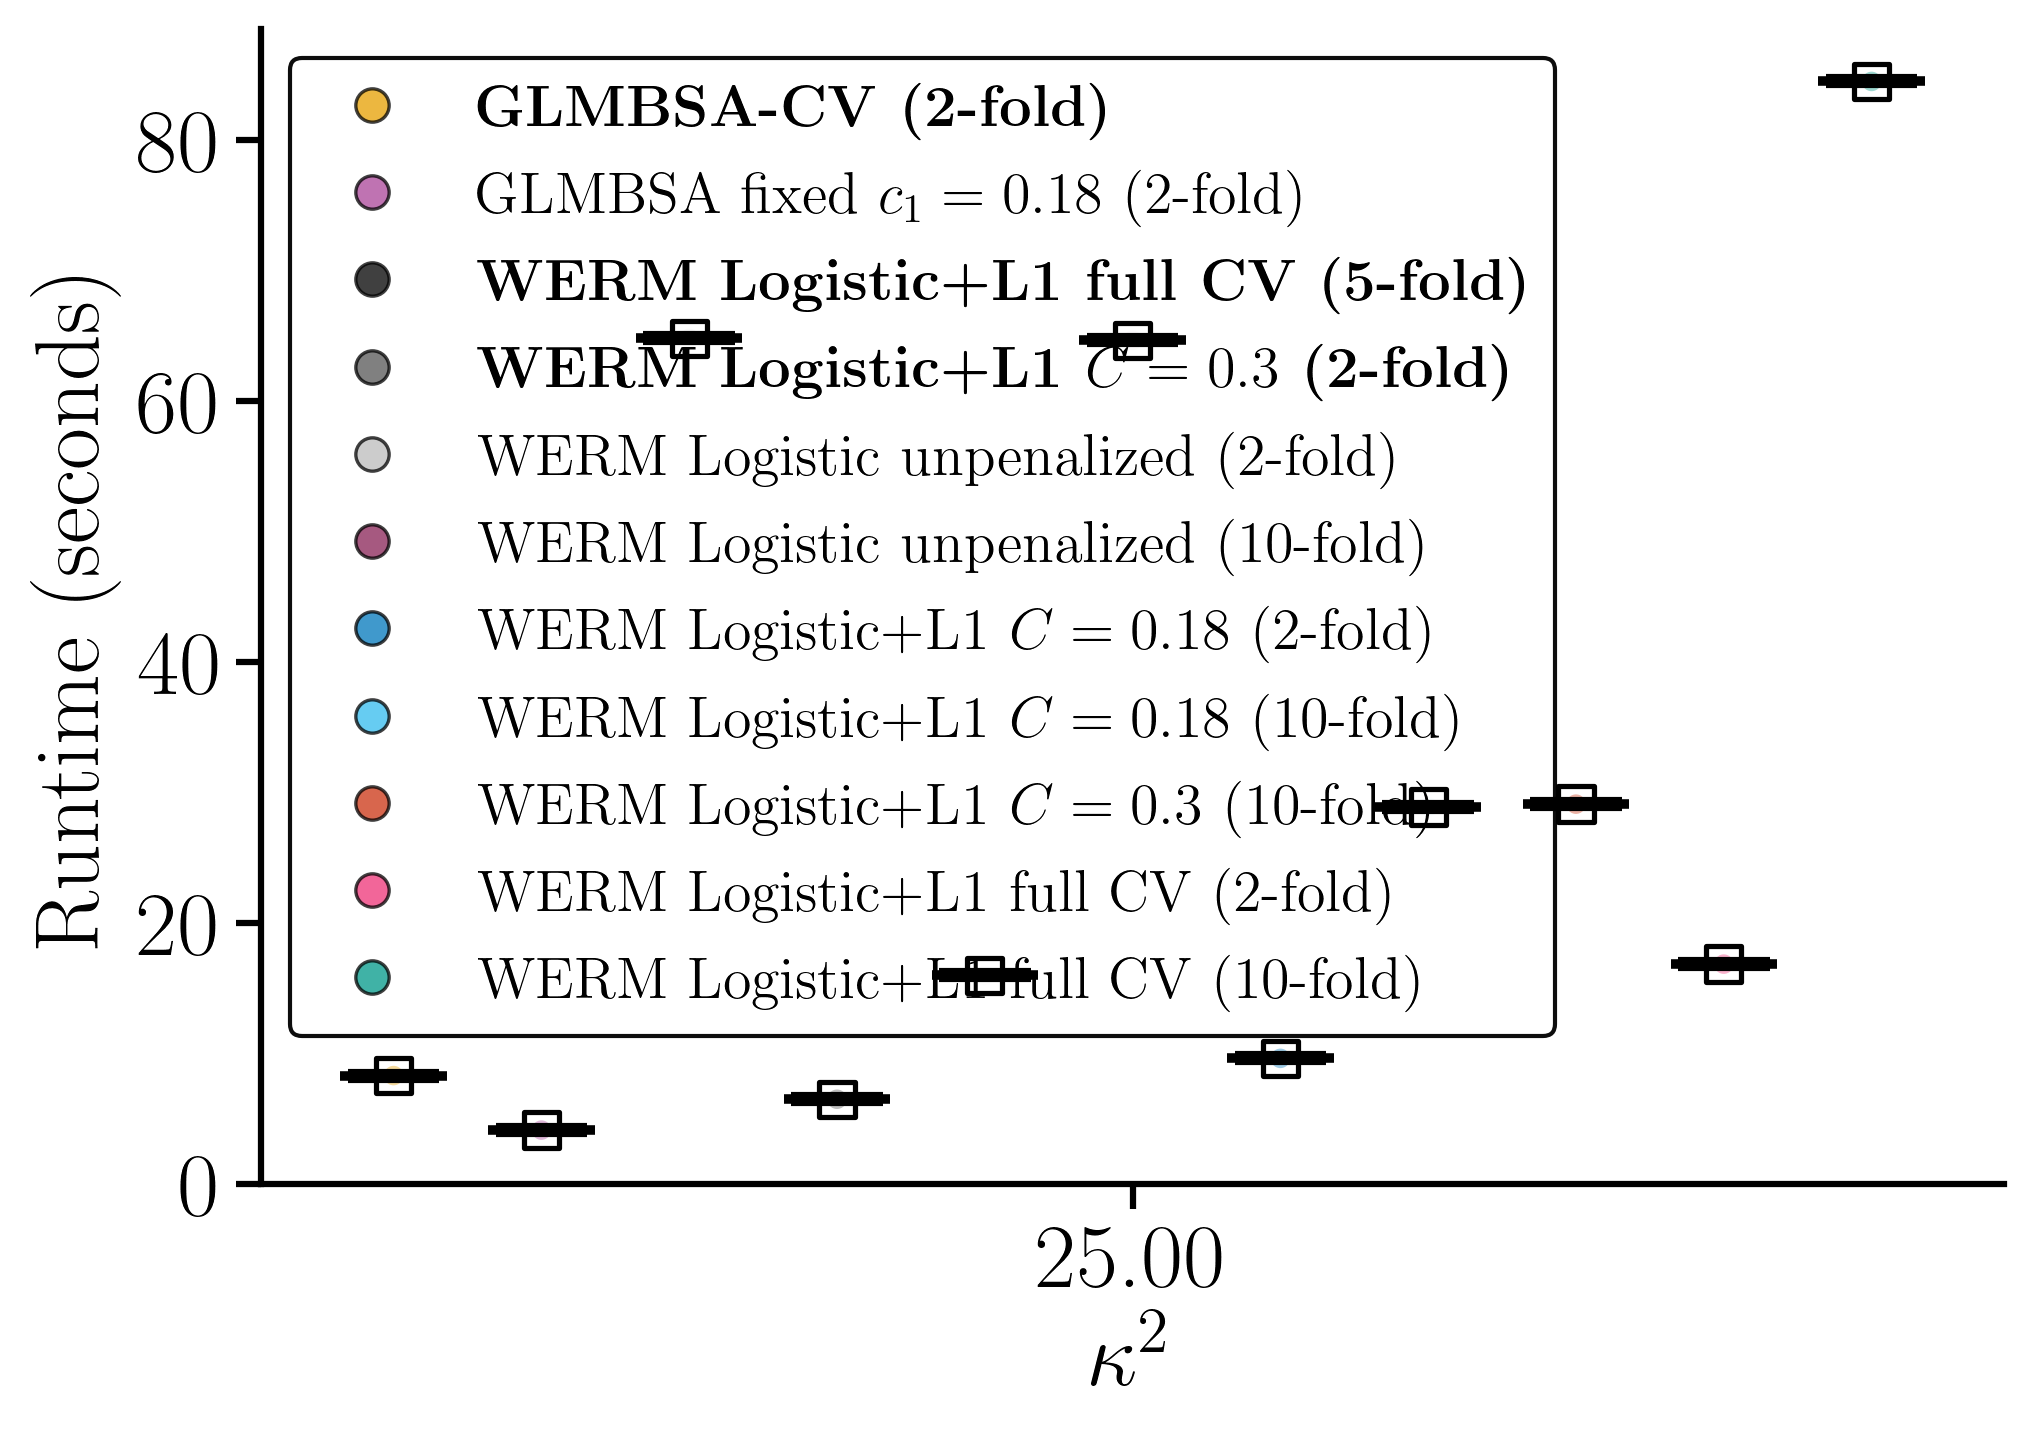 GLMBSA-CV (2-fold)
GLMBSA fixed c₁ = 0.18 (2-fold)
WERM Logistic+L1 full CV (5-fold)
WERM Logistic+L1 C = 0.3 (2-fold)
WERM Logistic unpenalized (2-fold)
WERM Logistic unpenalized (10-fold)
WERM Logistic+L1 C = 0.18 (2-fold)
WERM Logistic+L1 C = 0.18 (10-fold)
WERM Logistic+L1 C = 0.3 (10-fold)
WERM Logistic+L1 full CV (2-fold)
WERM Logistic+L1 full CV (10-fold)
Runtime (seconds)
80
60
40
20
0
25.00
κ²